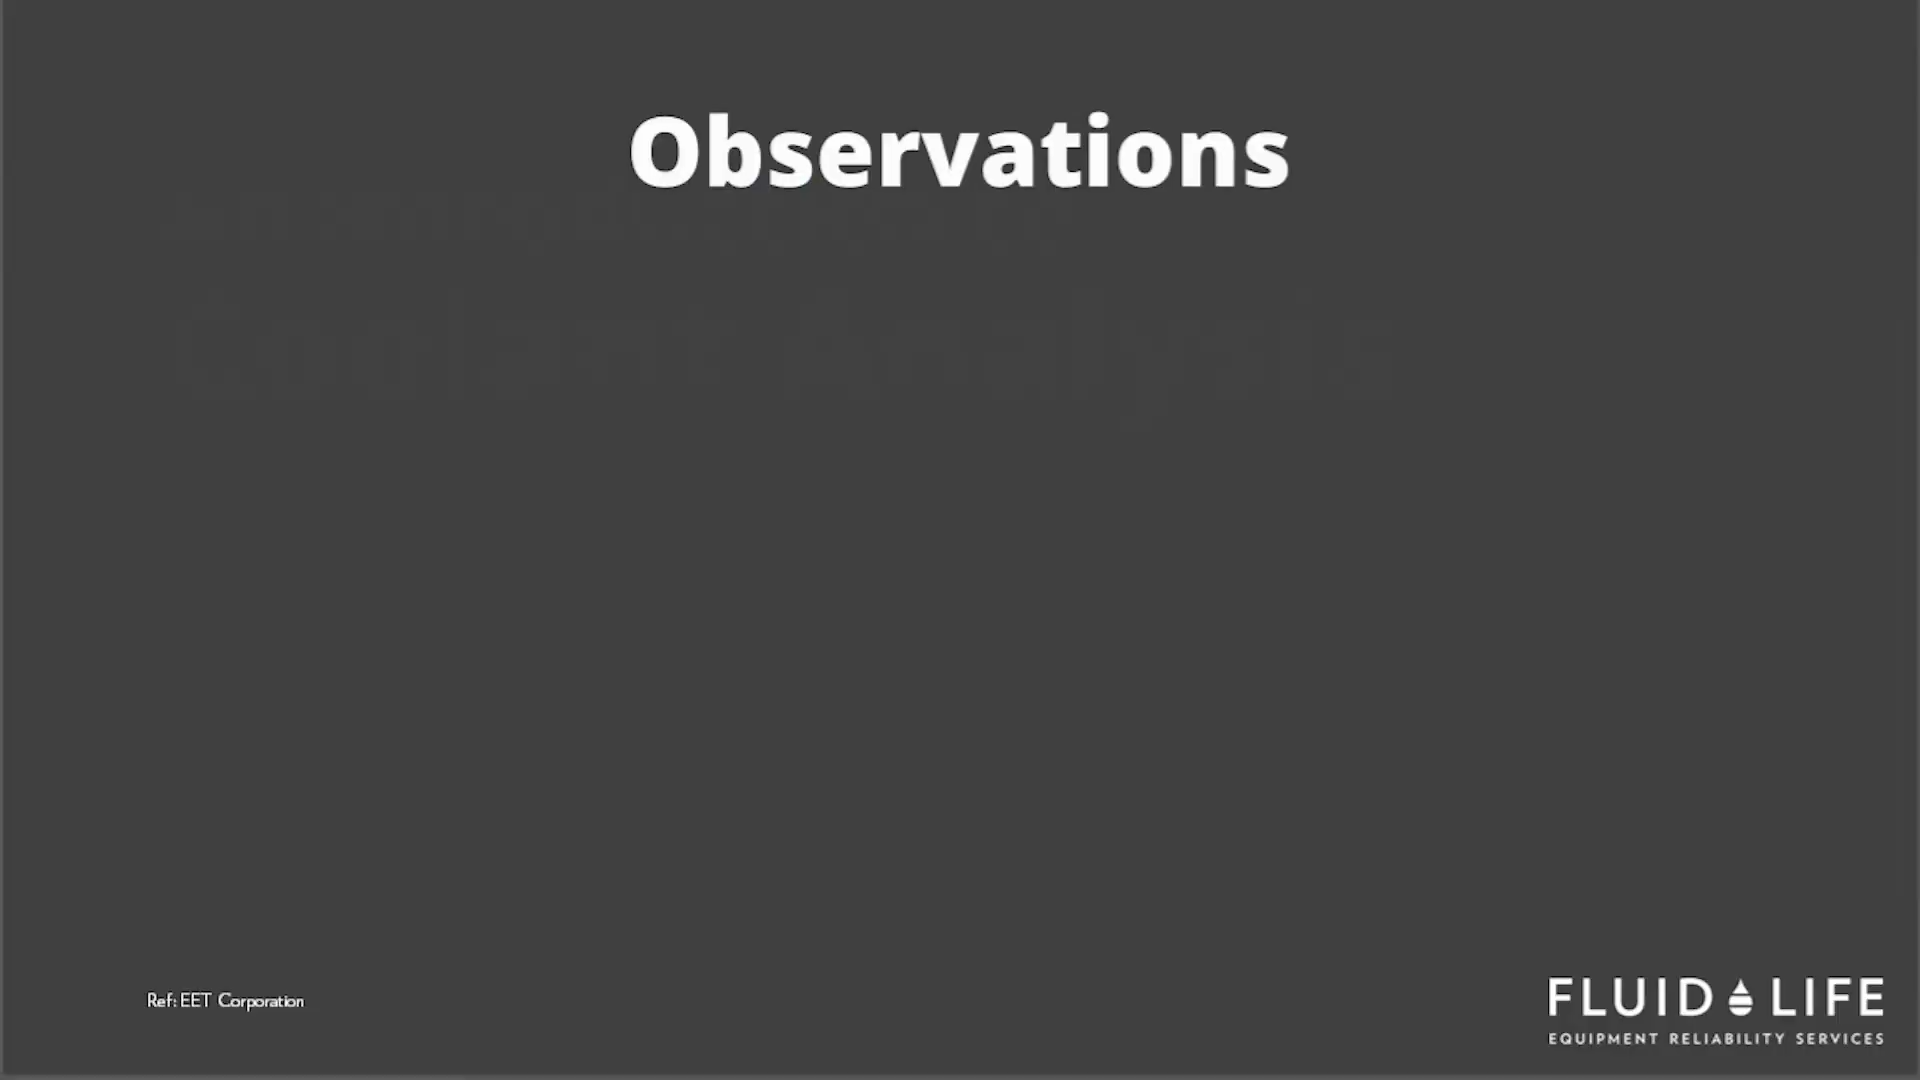 Observations
Ref: EET Corporation
FLUID LIFE
EQUIPMENT RELIABILITY SERVICES